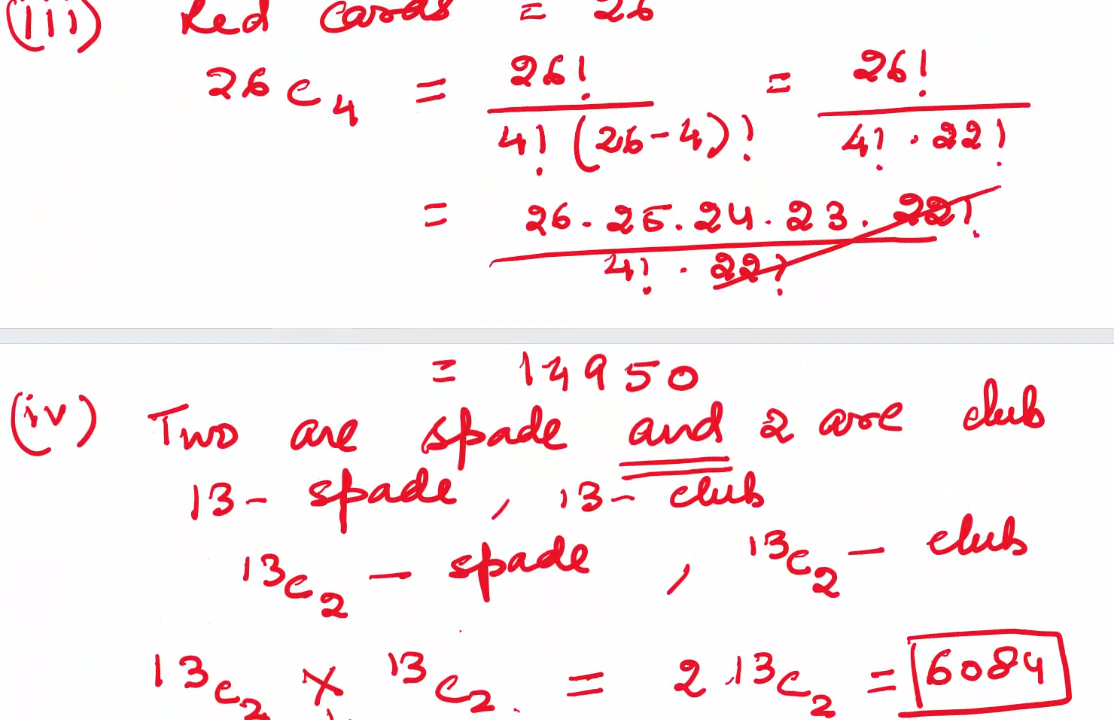 (iii) Red cards = 26
26 C 4 = 26! / 4! (26-4)! = 26! / 4! . 22!
= 26 . 25 . 24 . 23 . 22! / 4! . 22!
= 14950
(iv) Two are spade and 2 are club
13 - spade , 13 - club
13C2 - spade , 13C2 - club
13C2 × 13C2 = 2 . 13C2 = 6084